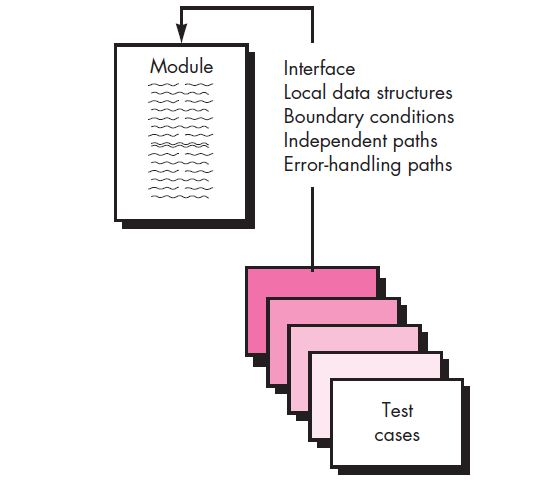 Module
Interface
Local data structures
Boundary conditions
Independent paths
Error-handling paths
Test
cases